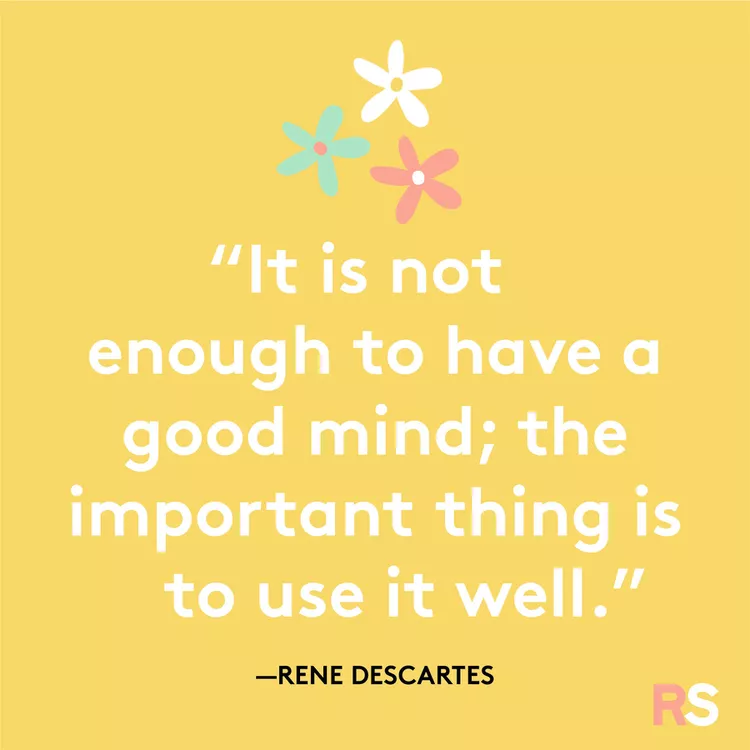 “It is not
enough to have a
good mind; the
important thing is
to use it well.”
—RENE DESCARTES
RS